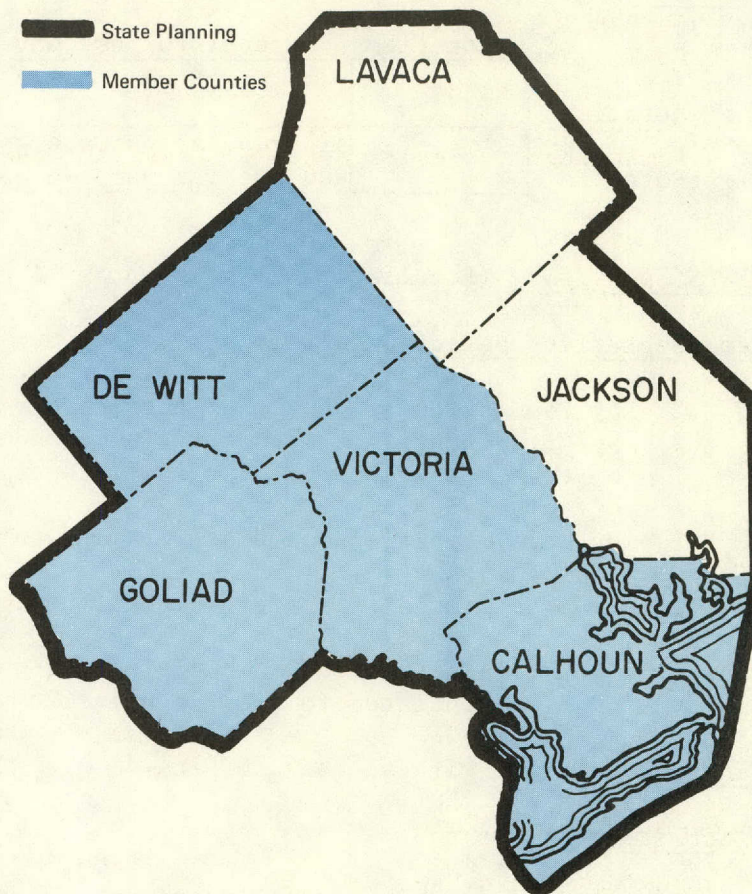 State Planning
Member Counties
LAVACA
DE WITT
JACKSON
VICTORIA
GOLIAD
CALHOUN